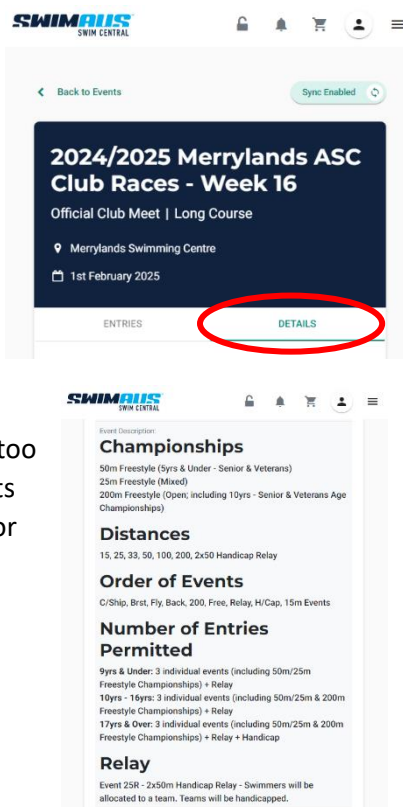 SWIMAUS
SWIM CENTRAL
Back to Events
Sync Enabled
2024/2025 Merrylands ASC
Club Races - Week 16
Official Club Meet | Long Course
Merrylands Swimming Centre
1st February 2025
ENTRIES
DETAILS
too
ts
or
SWIMAUS
SWIM CENTRAL
Event Description:
Championships
50m Freestyle (5yrs & Under - Senior & Veterans)
25m Freestyle (Mixed)
200m Freestyle (Open; including 10yrs - Senior & Veterans Age
Championships)
Distances
15, 25, 33, 50, 100, 200, 2x50 Handicap Relay
Order of Events
C/Ship, Brst, Fly, Back, 200, Free, Relay, H/Cap, 15m Events
Number of Entries
Permitted
9yrs & Under: 3 individual events (including 50m/25m
Freestyle Championships) + Relay
10yrs - 16yrs: 3 individual events (including 50m/25m & 200m
Freestyle Championships) + Relay
17yrs & Over: 3 individual events (including 50m/25m & 200m
Freestyle Championships) + Relay + Handicap
Relay
Event 25R - 2x50m Handicap Relay - Swimmers will be
allocated to a team. Teams will be handicapped.